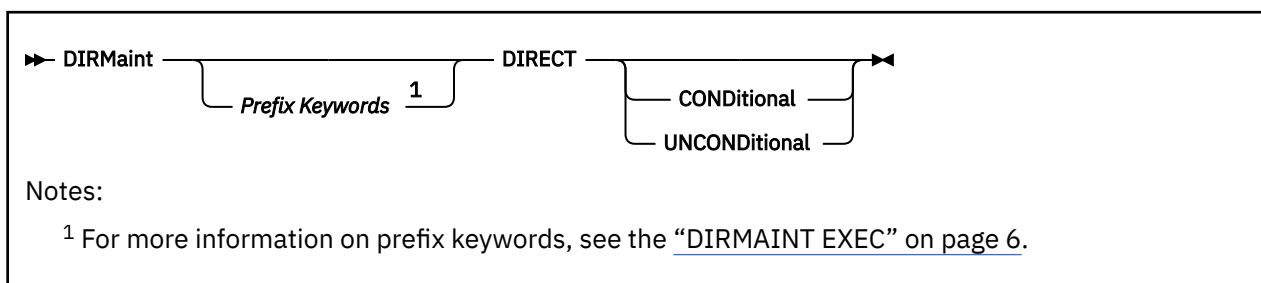 DIRMaint Prefix Keywords 1 DIRECT CONDitional
UNCONDitional
Notes:
1 For more information on prefix keywords, see the “DIRMAINT EXEC” on page 6.